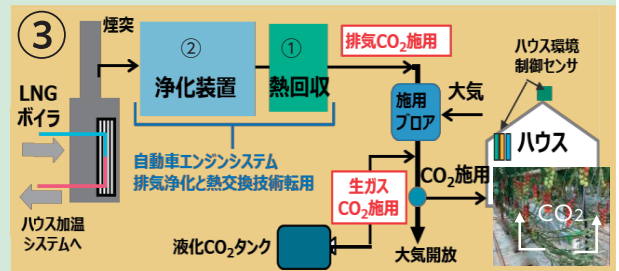 ③
煙突
②
浄化装置
①
熱回収
排気CO₂施用
ハウス環境
制御センサ
LNG
ボイラ
施用
ブロア
大気
ハウス
自動車エンジンシステム
排気浄化と熱交換技術転用
生ガス
CO₂施用
CO₂施用
CO₂
ハウス加温
システムへ
液化CO₂タンク
大気開放